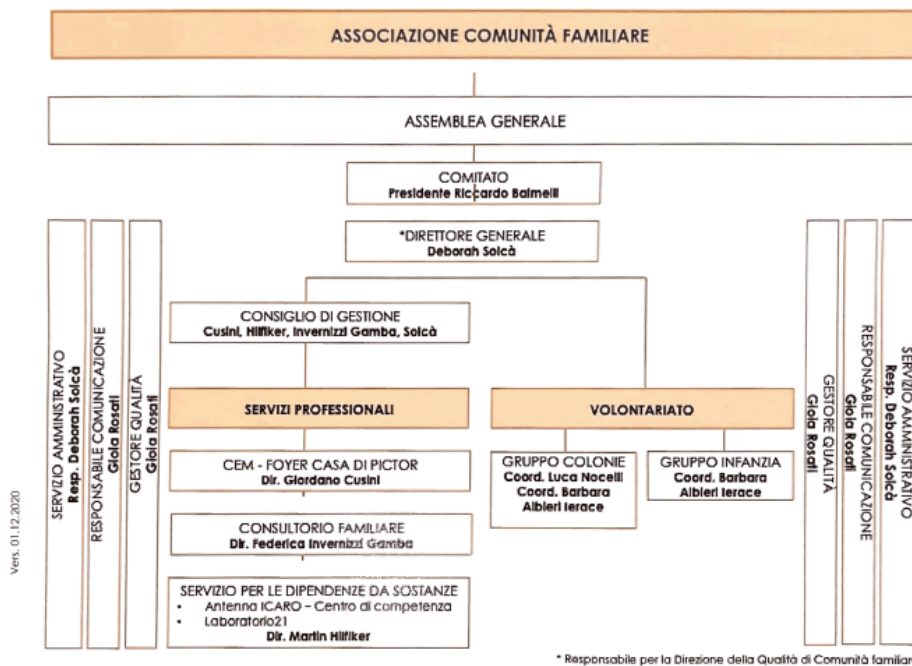 ASSOCIAZIONE COMUNITÀ FAMILIARE
ASSEMBLEA GENERALE
COMITATO
Presidente Riccardo Balmelli
*DIRETTORE GENERALE
Deborah Solcà
CONSIGLIO DI GESTIONE
Cusini, Hilfiker, Invernizzi Gamba, Solcà
SERVIZI PROFESSIONALI
VOLONTARIATO
CEM - FOYER CASA DI PICTOR
Dir. Giordano Cusini
CONSULTORIO FAMILIARE
Dir. Federica Invernizzi Gamba
SERVIZIO PER LE DIPENDENZE DA SOSTANZE
• Antenna ICARO – Centro di competenza
• Laboratorio21
Dir. Martin Hilfiker
GRUPPO COLONIE
Coord. Luca Nocelli
Coord. Barbara
Albieri Ierace
GRUPPO INFANZIA
Coord. Barbara
Albieri Ierace
SERVIZIO AMMINISTRATIVO
Resp. Deborah Solcà
RESPONSABILE COMUNICAZIONE
Gioia Rosati
GESTORE QUALITÀ
Gioia Rosati
GESTORE QUALITÀ
Gioia Rosati
RESPONSABILE COMUNICAZIONE
Gioia Rosati
SERVIZIO AMMINISTRATIVO
Resp. Deborah Solcà
Vers. 01.12.2020
* Responsabile per la Direzione della Qualità di Comunità familiar